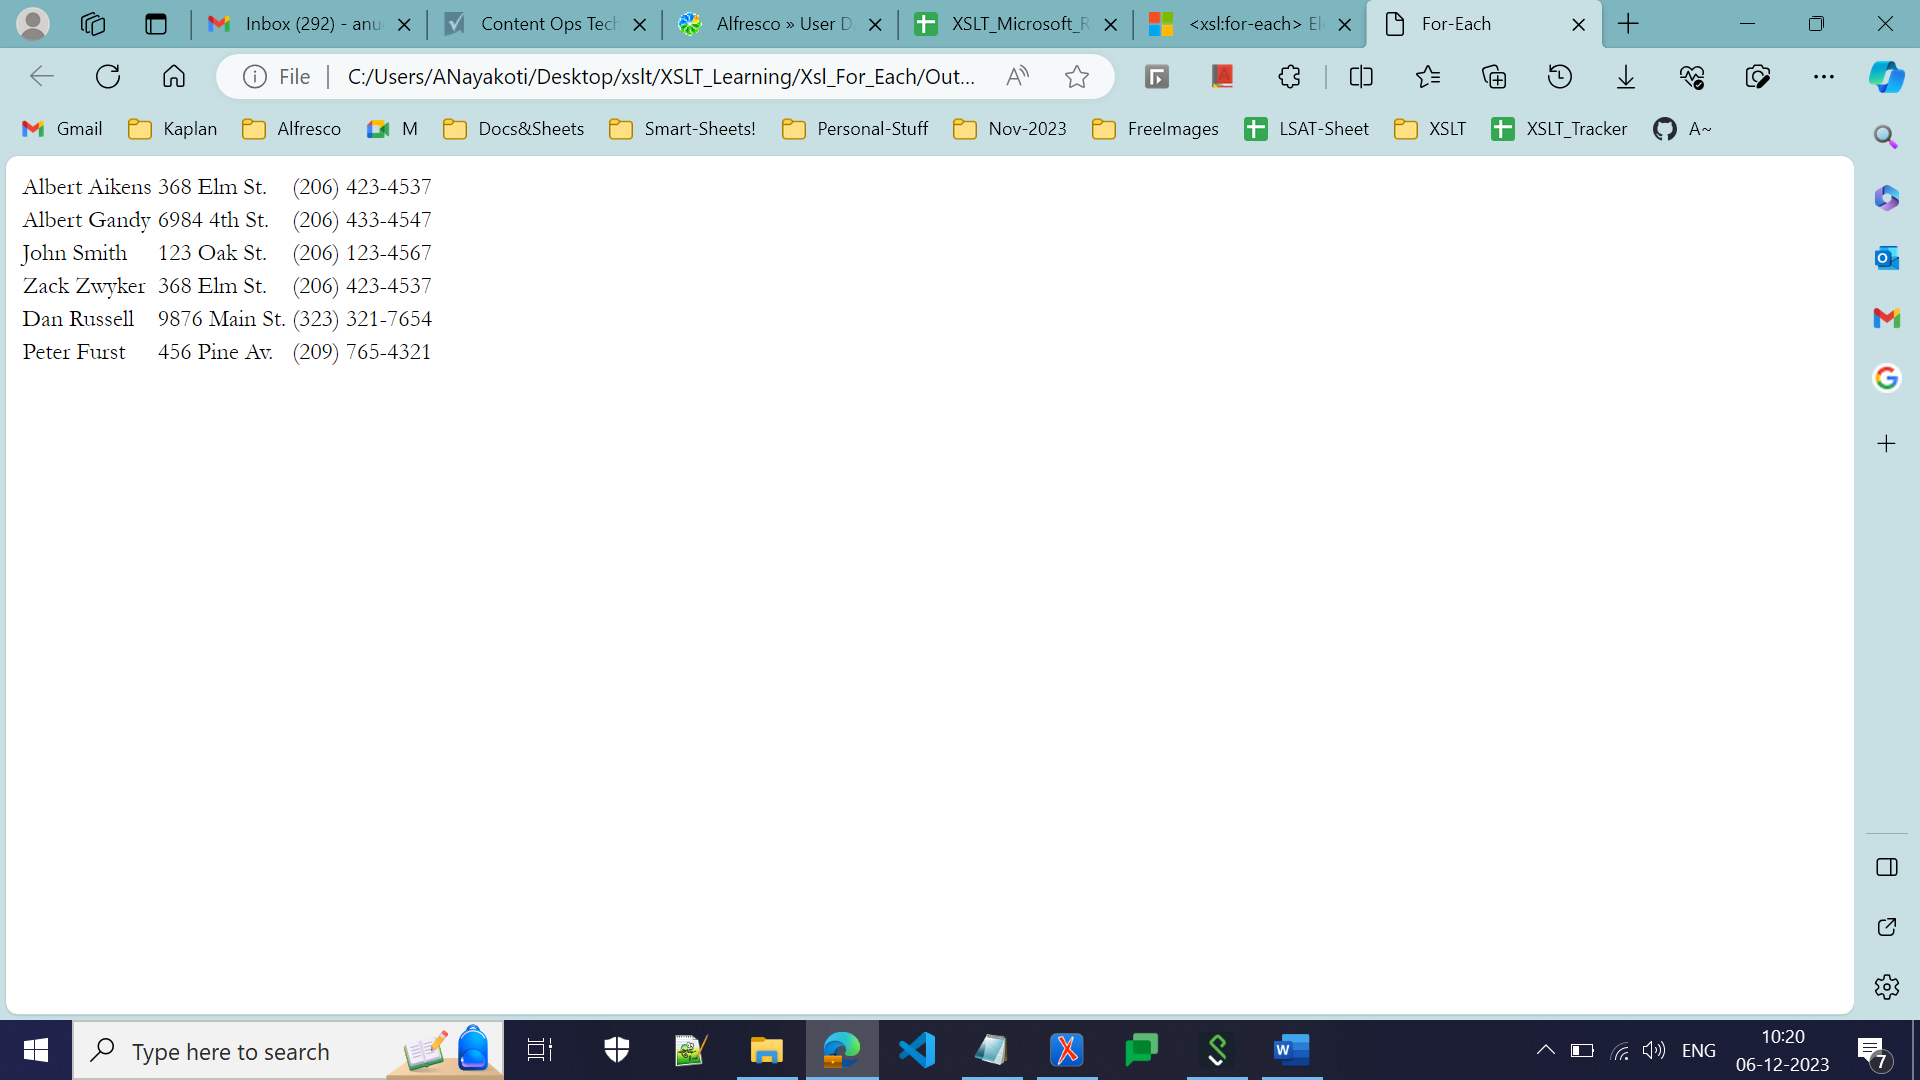 Inbox (292) - anu
Content Ops Tech
Alfresco » User D
XSLT_Microsoft_R
<xsl:for-each> El
For-Each
File
C:/Users/ANayakoti/Desktop/xslt/XSLT_Learning/Xsl_For_Each/Out...
Gmail
Kaplan
Alfresco
M
Docs&Sheets
Smart-Sheets!
Personal-Stuff
Nov-2023
FreeImages
LSAT-Sheet
XSLT
XSLT_Tracker
A~
Albert Aikens 368 Elm St. (206) 423-4537
Albert Gandy 6984 4th St. (206) 433-4547
John Smith 123 Oak St. (206) 123-4567
Zack Zwyker 368 Elm St. (206) 423-4537
Dan Russell 9876 Main St. (323) 321-7654
Peter Furst 456 Pine Av. (209) 765-4321
Type here to search
ENG
10:20
06-12-2023
7